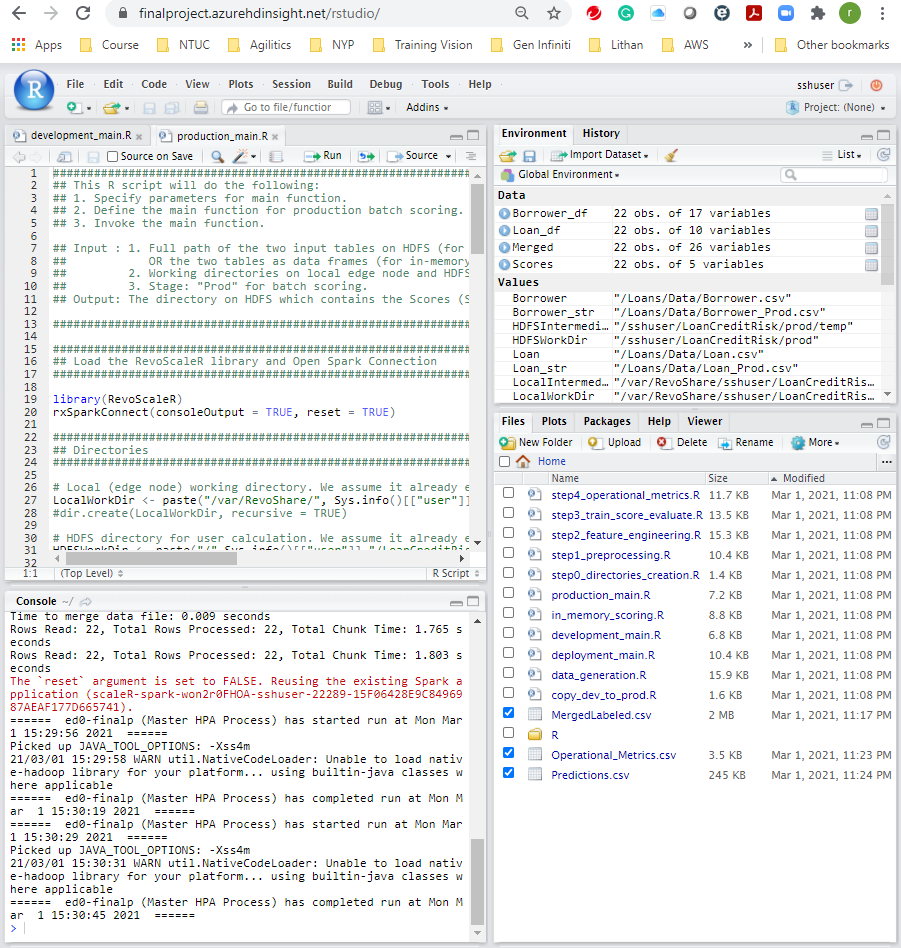 finalproject.azurehdinsight.net/rstudio/
r
Apps Course NTUC Agilitics NYP Training Vision Gen Infiniti Lithan AWS » Other bookmarks
R File Edit Code View Plots Session Build Debug Tools Help sshuser
Go to file/function Addins Project: (None)
development_main.R × production_main.R ×
Source on Save Run Source
1 ################################################################
2 ## This R script will do the following:
3 ## 1. Specify parameters for main function.
4 ## 2. Define the main function for production batch scoring.
5 ## 3. Invoke the main function.
6
7 ## Input : 1. Full path of the two input tables on HDFS (for
8 ## OR the two tables as data frames (for in-memory
9 ## 2. Working directories on local edge node and HDFS
10 ## 3. Stage: "Prod" for batch scoring.
11 ## Output: The directory on HDFS which contains the Scores (S
12
13 ################################################################
14
15 ################################################################
16 ## Load the RevoScaleR library and Open Spark Connection
17 ################################################################
18
19 library(RevoScaleR)
20 rxSparkConnect(consoleOutput = TRUE, reset = TRUE)
21
22 ################################################################
23 ## Directories
24 ################################################################
25
26 # Local (edge node) working directory. We assume it already e
27 LocalWorkDir <- paste("/var/RevoShare/", Sys.info()[["user"]]
28 #dir.create(LocalWorkDir, recursive = TRUE)
29
30 # HDFS directory for user calculation. We assume it already e
31 HDFSWorkDir <- paste("/",Sys.info()[["user"]],"/LoanCreditRis
32
1:1 (Top Level) R Script
Console ~/
Time to merge data file: 0.009 seconds
Rows Read: 22, Total Rows Processed: 22, Total Chunk Time: 1.765 s
econds
Rows Read: 22, Total Rows Processed: 22, Total Chunk Time: 1.803 s
econds
The `reset` argument is set to FALSE. Reusing the existing Spark a
pplication (scaleR-spark-won2r0FHOA-sshuser-22289-15F06428E9C84969
87AEAF177D665741).
====== ed0-finalp (Master HPA Process) has started run at Mon Mar
1 15:29:56 2021 ======
Picked up JAVA_TOOL_OPTIONS: -Xss4m
21/03/01 15:29:58 WARN util.NativeCodeLoader: Unable to load nativ
e-hadoop library for your platform... using builtin-java classes w
here applicable
====== ed0-finalp (Master HPA Process) has completed run at Mon M
ar 1 15:30:19 2021 ======
====== ed0-finalp (Master HPA Process) has started run at Mon Mar
1 15:30:29 2021 ======
Picked up JAVA_TOOL_OPTIONS: -Xss4m
21/03/01 15:30:31 WARN util.NativeCodeLoader: Unable to load nativ
e-hadoop library for your platform... using builtin-java classes w
here applicable
====== ed0-finalp (Master HPA Process) has completed run at Mon M
ar 1 15:30:45 2021 ======
>
Environment History
Import Dataset List
Global Environment
Data
Borrower_df 22 obs. of 17 variables
Loan_df 22 obs. of 10 variables
Merged 22 obs. of 26 variables
Scores 22 obs. of 5 variables
Values
Borrower "/Loans/Data/Borrower.csv"
Borrower_str "/Loans/Data/Borrower_Prod.csv"
HDFSIntermedi… "/sshuser/LoanCreditRisk/prod/temp"
HDFSWorkDir "/sshuser/LoanCreditRisk/prod"
Loan "/Loans/Data/Loan.csv"
Loan_str "/Loans/Data/Loan_Prod.csv"
LocalIntermed… "/var/RevoShare/sshuser/LoanCreditRis…
LocalWorkDir "/var/RevoShare/sshuser/LoanCreditRis…
Files Plots Packages Help Viewer
New Folder Upload Delete Rename More
Home ...
Name Size Modified
step4_operational_metrics.R 11.7 KB Mar 1, 2021, 11:08 PM
step3_train_score_evaluate.R 13.5 KB Mar 1, 2021, 11:08 PM
step2_feature_engineering.R 15.3 KB Mar 1, 2021, 11:08 PM
step1_preprocessing.R 10.4 KB Mar 1, 2021, 11:08 PM
step0_directories_creation.R 1.4 KB Mar 1, 2021, 11:08 PM
production_main.R 7.2 KB Mar 1, 2021, 11:08 PM
in_memory_scoring.R 8.8 KB Mar 1, 2021, 11:08 PM
development_main.R 6.8 KB Mar 1, 2021, 11:08 PM
deployment_main.R 10.4 KB Mar 1, 2021, 11:08 PM
data_generation.R 15.9 KB Mar 1, 2021, 11:08 PM
copy_dev_to_prod.R 1.6 KB Mar 1, 2021, 11:08 PM
MergedLabeled.csv 2 MB Mar 1, 2021, 11:17 PM
R
Operational_Metrics.csv 3.5 KB Mar 1, 2021, 11:23 PM
Predictions.csv 245 KB Mar 1, 2021, 11:24 PM